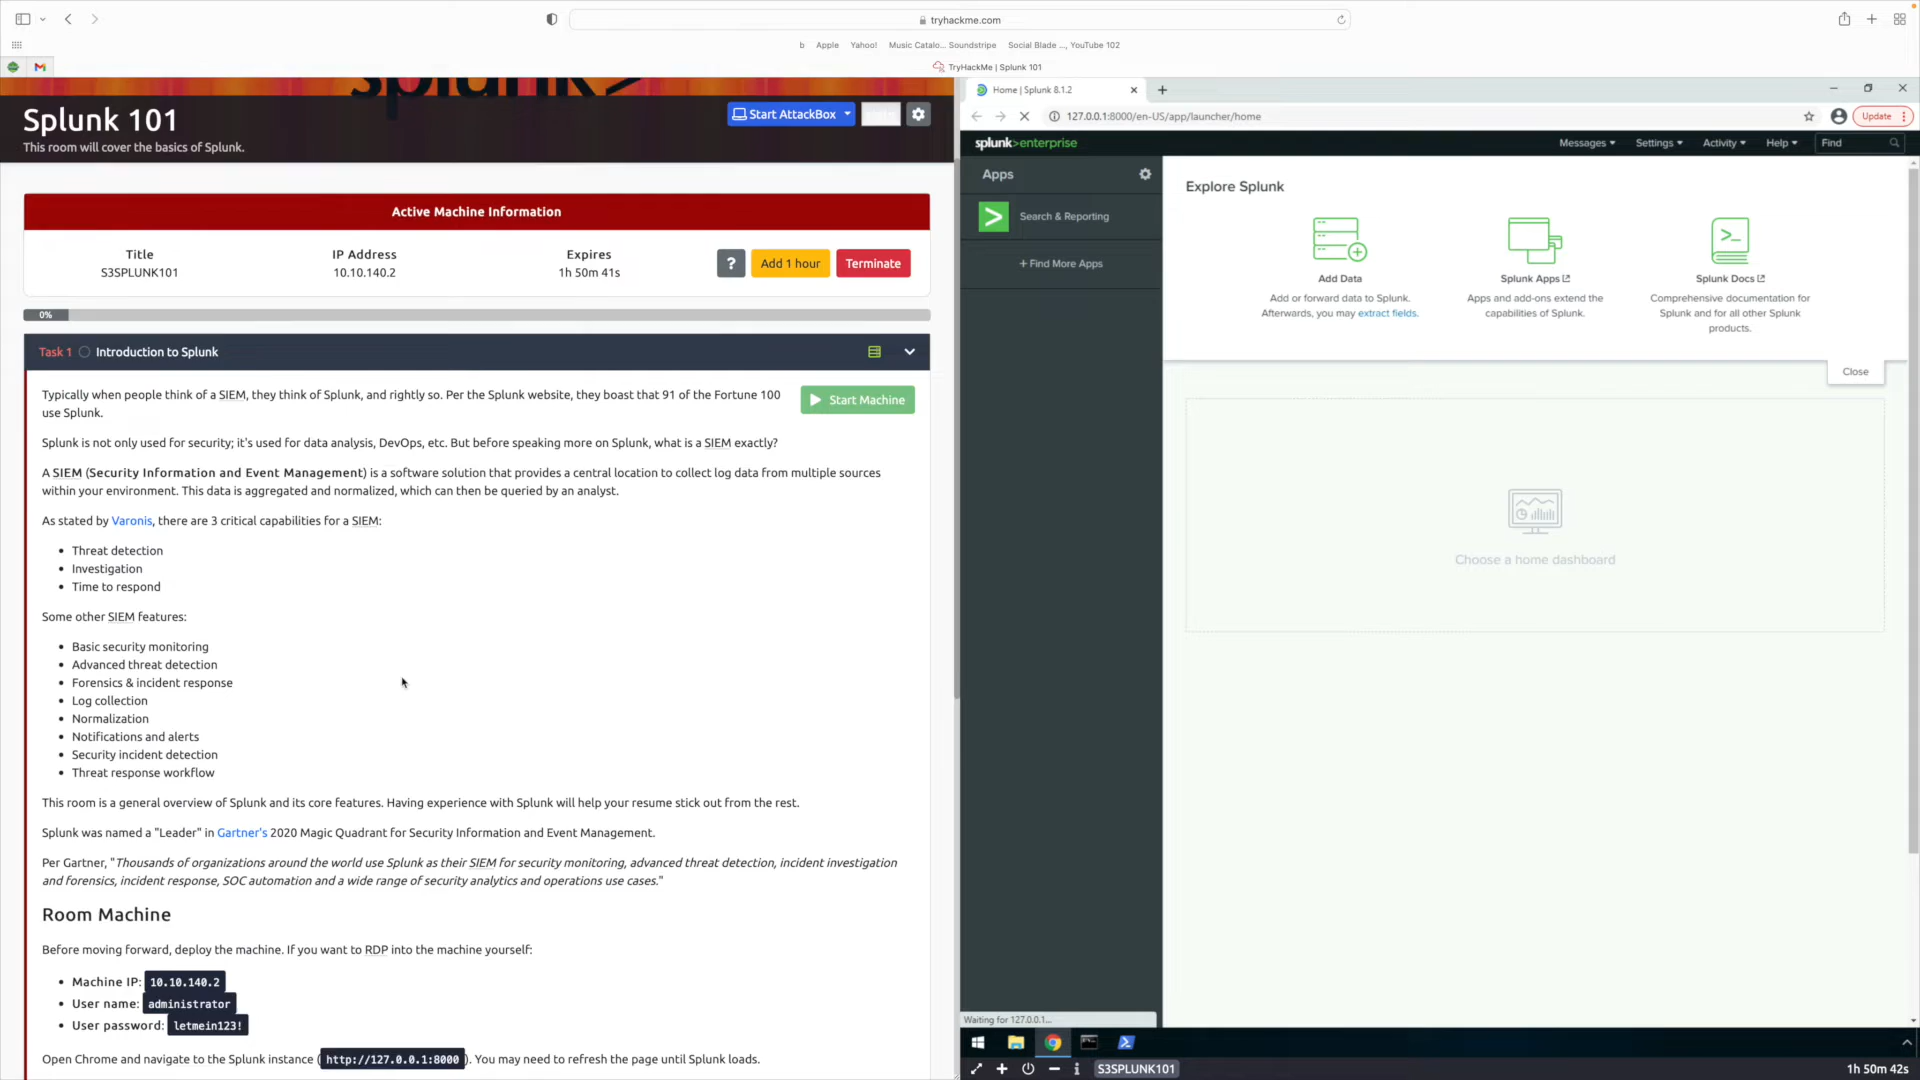 tryhackme.com
b Apple Yahoo! Music Catalo... Soundstripe Social Blade ..., YouTube 102
TryHackMe | Splunk 101
splunk>
Splunk 101
This room will cover the basics of Splunk.
Start AttackBox
Active Machine Information
Title IP Address Expires
S3SPLUNK101 10.10.140.2 1h 50m 41s
? Add 1 hour Terminate
0%
Task 1 Introduction to Splunk
Typically when people think of a SIEM, they think of Splunk, and rightly so. Per the Splunk website, they boast that 91 of the Fortune 100
use Splunk.
Start Machine
Splunk is not only used for security; it's used for data analysis, DevOps, etc. But before speaking more on Splunk, what is a SIEM exactly?
A SIEM (Security Information and Event Management) is a software solution that provides a central location to collect log data from multiple sources
within your environment. This data is aggregated and normalized, which can then be queried by an analyst.
As stated by Varonis, there are 3 critical capabilities for a SIEM:
Threat detection
Investigation
Time to respond
Some other SIEM features:
Basic security monitoring
Advanced threat detection
Forensics & incident response
Log collection
Normalization
Notifications and alerts
Security incident detection
Threat response workflow
This room is a general overview of Splunk and its core features. Having experience with Splunk will help your resume stick out from the rest.
Splunk was named a "Leader" in Gartner's 2020 Magic Quadrant for Security Information and Event Management.
Per Gartner, "Thousands of organizations around the world use Splunk as their SIEM for security monitoring, advanced threat detection, incident investigation
and forensics, incident response, SOC automation and a wide range of security analytics and operations use cases."
Room Machine
Before moving forward, deploy the machine. If you want to RDP into the machine yourself:
Machine IP: 10.10.140.2
User name: administrator
User password: letmein123!
Open Chrome and navigate to the Splunk instance (http://127.0.0.1:8000). You may need to refresh the page until Splunk loads.
Home | Splunk 8.1.2
127.0.0.1:8000/en-US/app/launcher/home
Update
splunk>enterprise
Messages Settings Activity Help Find
Apps
Search & Reporting
+ Find More Apps
Explore Splunk
Add Data
Add or forward data to Splunk.
Afterwards, you may extract fields.
Splunk Apps
Apps and add-ons extend the
capabilities of Splunk.
Splunk Docs
Comprehensive documentation for
Splunk and for all other Splunk
products.
Close
Choose a home dashboard
Waiting for 127.0.0.1...
S3SPLUNK101
1h 50m 42s